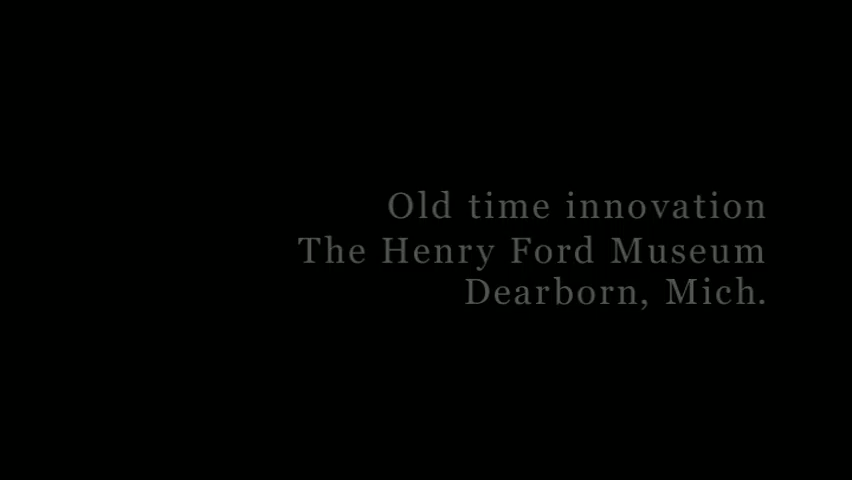 Old time innovation
The Henry Ford Museum
Dearborn, Mich.